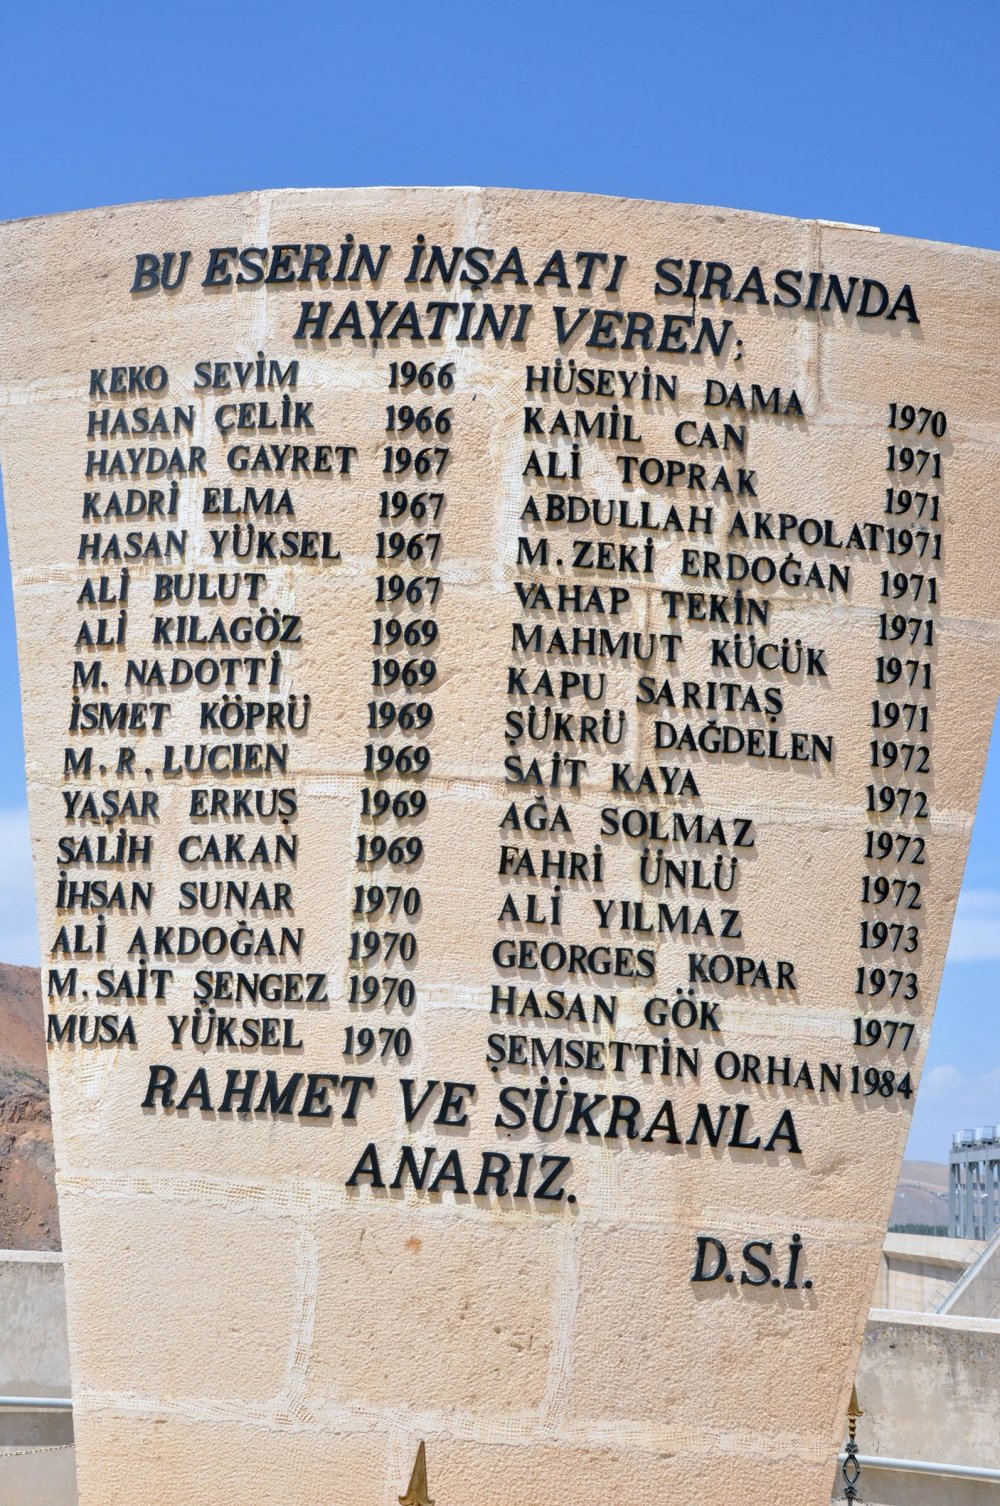 BU ESERİN İNŞAATI SIRASINDA
HAYATINI VEREN;
KEKO SEVİM 1966
HASAN ÇELİK 1966
HAYDAR GAYRET 1967
KADRİ ELMA 1967
HASAN YÜKSEL 1967
ALİ BULUT 1967
ALİ KILAGÖZ 1969
M. NADOTTİ 1969
İSMET KÖPRÜ 1969
M. R. LUCIEN 1969
YAŞAR ERKUŞ 1969
SALİH CAKAN 1969
İHSAN SUNAR 1970
ALİ AKDOĞAN 1970
M. SAİT ŞENGEZ 1970
MUSA YÜKSEL 1970
HÜSEYİN DAMA 1970
KAMİL CAN 1971
ALİ TOPRAK 1971
ABDULLAH AKPOLAT 1971
M. ZEKİ ERDOĞAN 1971
VAHAP TEKİN 1971
MAHMUT KÜCÜK 1971
KAPU SARITAŞ 1971
ŞÜKRÜ DAĞDELEN 1972
SAİT KAYA 1972
AĞA SOLMAZ 1972
FAHRİ ÜNLÜ 1972
ALİ YILMAZ 1973
GEORGES KOPAR 1973
HASAN GÖK 1977
ŞEMSETTİN ORHAN 1984
RAHMET VE ŞÜKRANLA
ANARIZ.
D.S.İ.